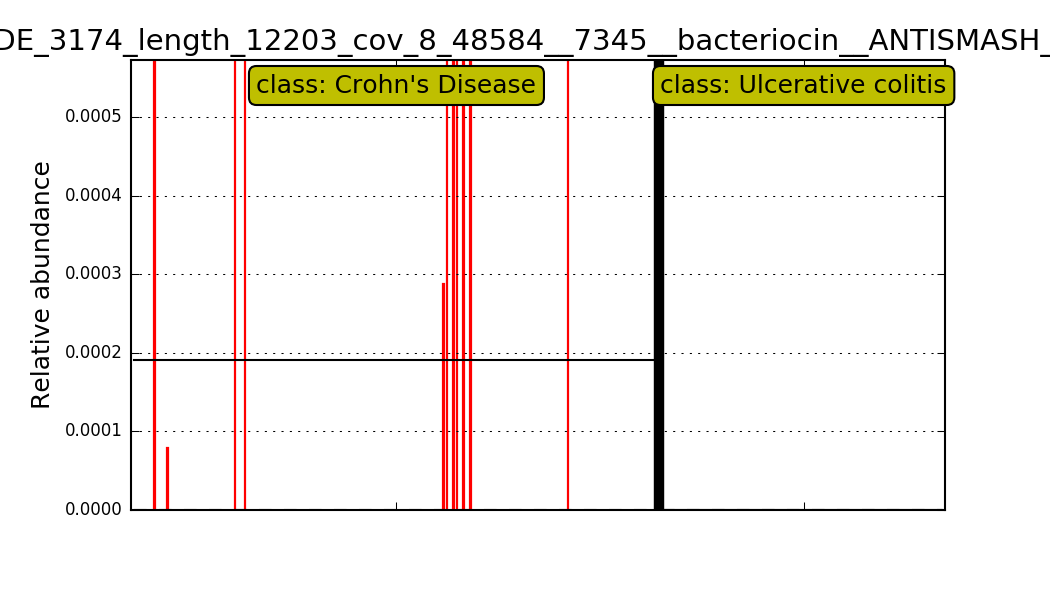 DE_3174_length_12203_cov_8_48584__7345__bacteriocin__ANTISMASH_
class: Crohn's Disease
class: Ulcerative colitis
Relative abundance
0.0005
0.0004
0.0003
0.0002
0.0001
0.0000